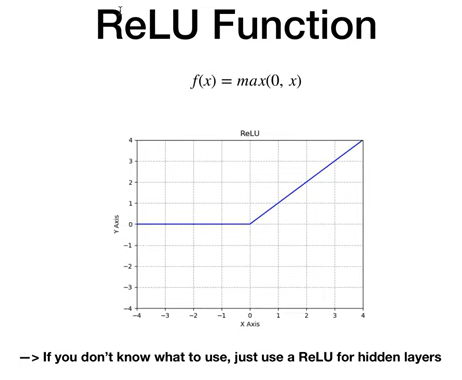 ReLU Function
f(x) = max(0, x)
ReLU
4
3
2
1
0
−1
−2
−3
−4
Y Axis
−4 −3 −2 −1 0 1 2 3 4
X Axis
—> If you don’t know what to use, just use a ReLU for hidden layers